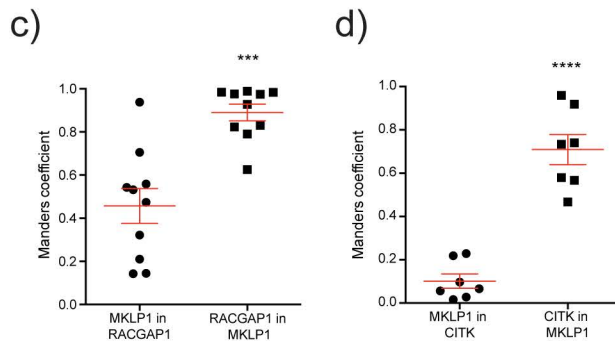 c)
***
Manders coefficient
1.0
0.8
0.6
0.4
0.2
0.0
MKLP1 in
RACGAP1
RACGAP1 in
MKLP1
d)
****
Manders coefficient
1.0
0.8
0.6
0.4
0.2
0.0
MKLP1 in
CITK
CITK in
MKLP1